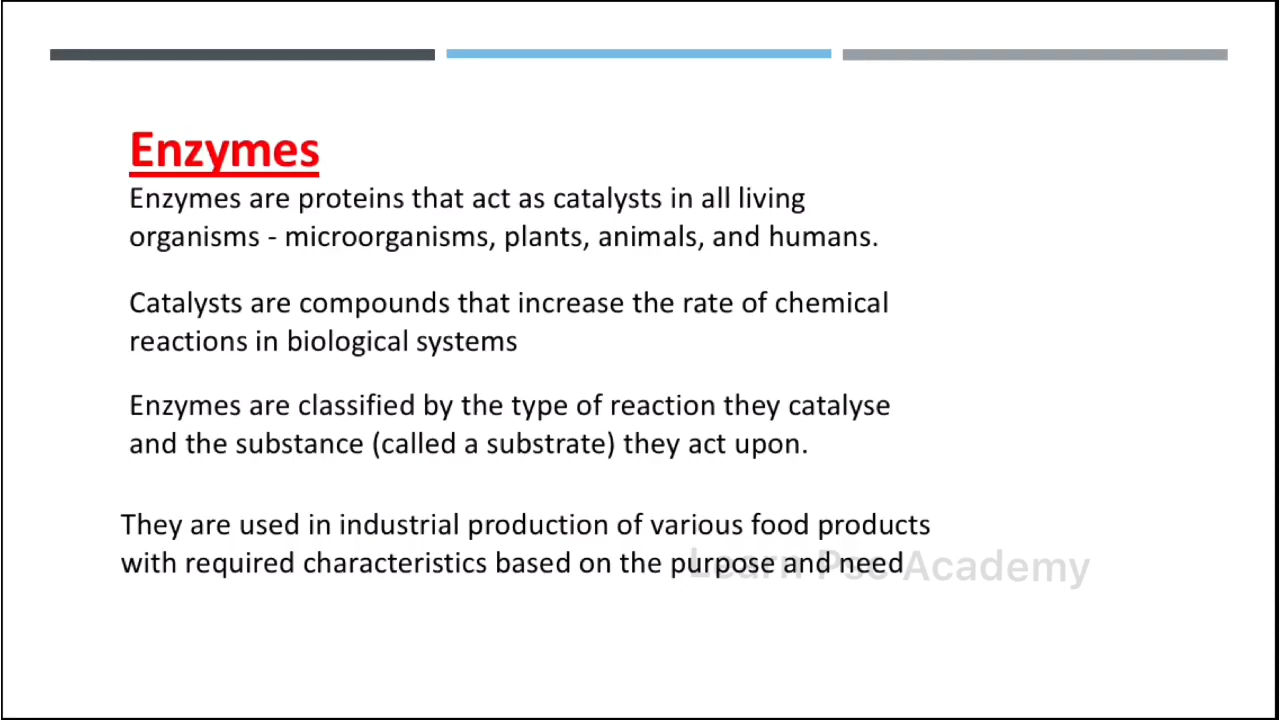 Enzymes
Enzymes are proteins that act as catalysts in all living
organisms - microorganisms, plants, animals, and humans.
Catalysts are compounds that increase the rate of chemical
reactions in biological systems
Enzymes are classified by the type of reaction they catalyse
and the substance (called a substrate) they act upon.
They are used in industrial production of various food products
with required characteristics based on the purpose and need
Learn Psc Academy